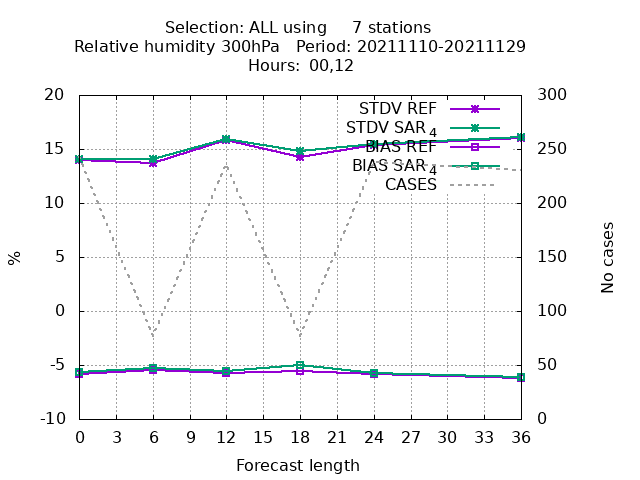 Selection: ALL using 7 stations
Relative humidity 300hPa Period: 20211110-20211129
Hours: 00,12
20 300
STDV REF
STDV SAR 4
15 250
BIAS REF
BIAS SAR 4
CASES
10 200
% 5 150 No cases
0 100
-5 50
-10 0
0 3 6 9 12 15 18 21 24 27 30 33 36
Forecast length